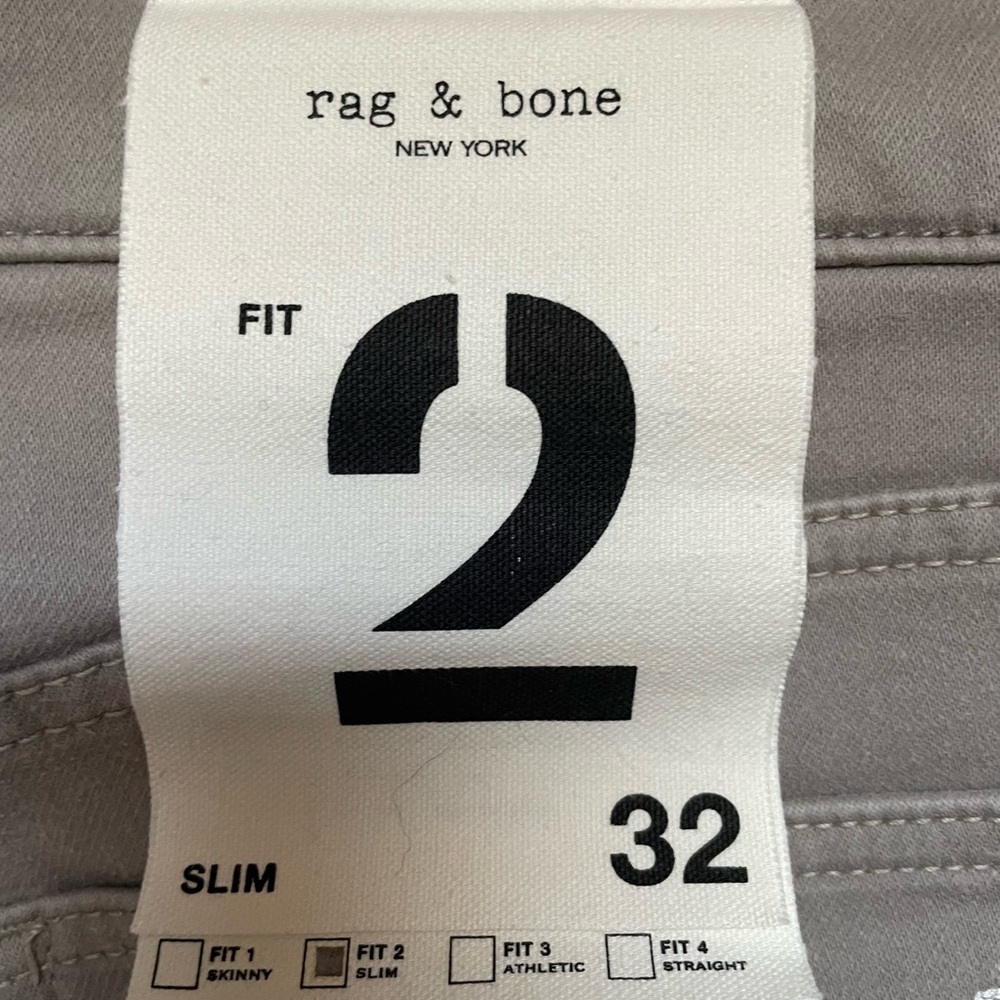 rag & bone
NEW YORK
FIT
2
SLIM
32
FIT 1
SKINNY
FIT 2
SLIM
FIT 3
ATHLETIC
FIT 4
STRAIGHT